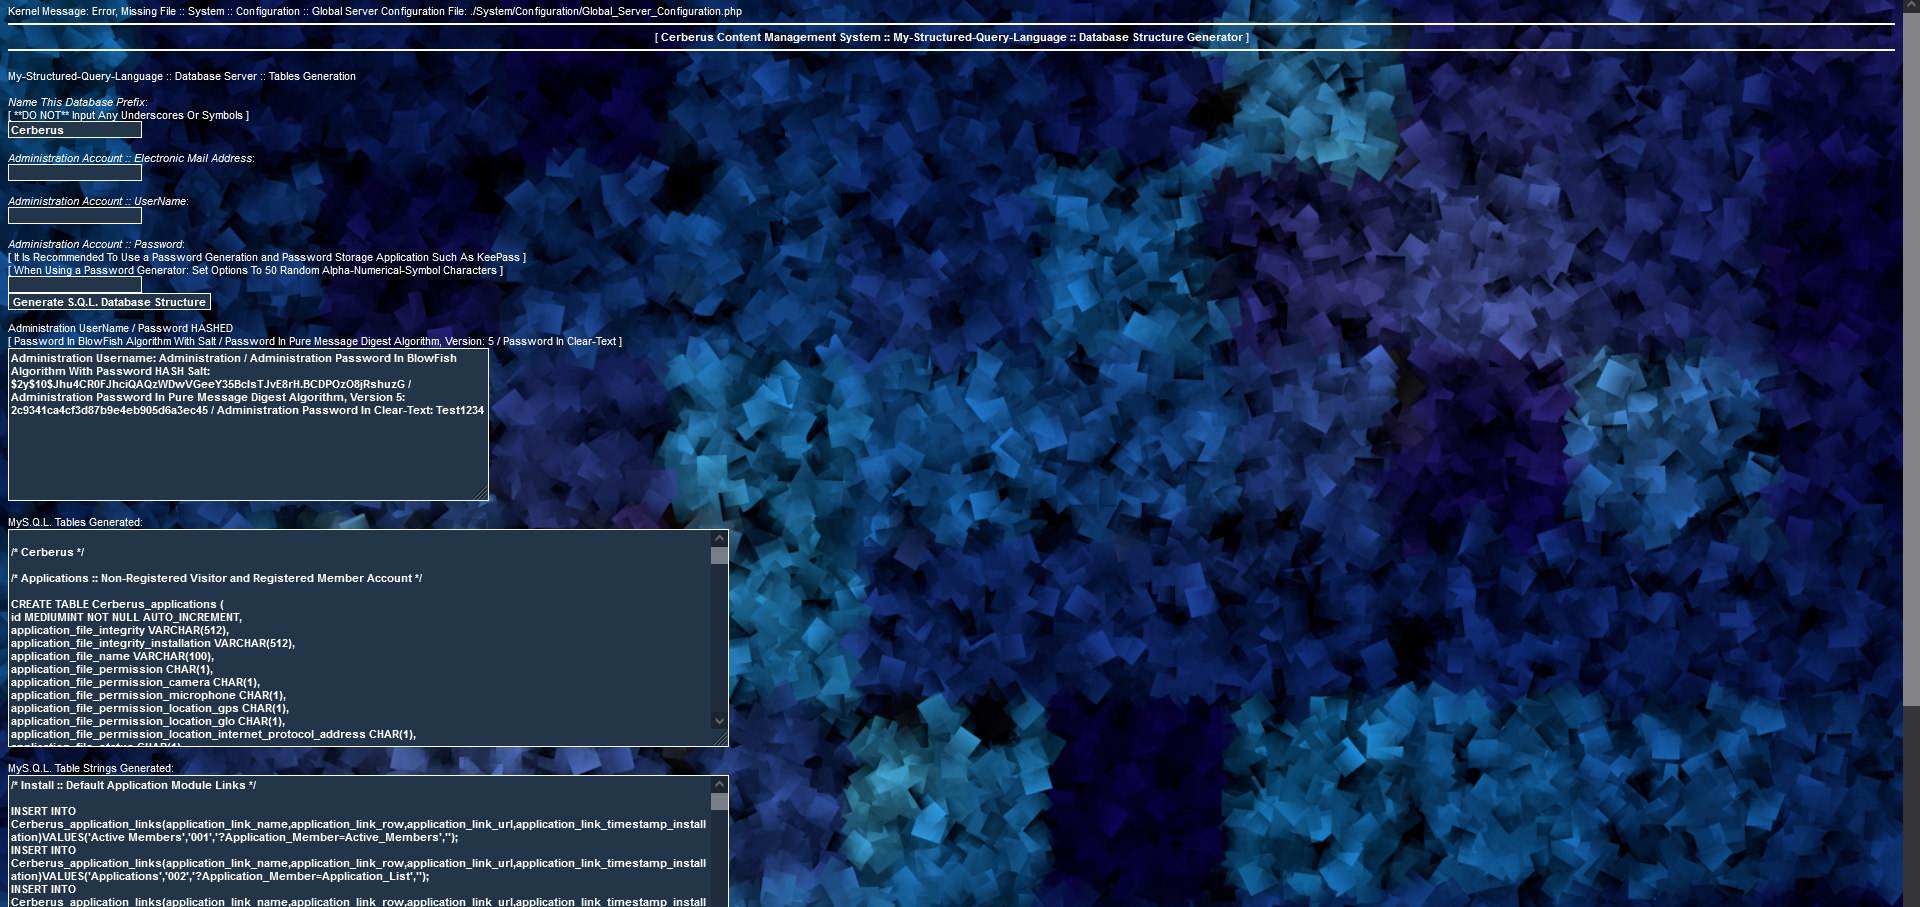 Kernel Message: Error, Missing File :: System :: Configuration :: Global Server Configuration File: ./System/Configuration/Global_Server_Configuration.php
[ Cerberus Content Management System :: My-Structured-Query-Language :: Database Structure Generator ]
My-Structured-Query-Language :: Database Server :: Tables Generation
Name This Database Prefix:
[ **DO NOT** Input Any Underscores Or Symbols ]
Cerberus
Administration Account :: Electronic Mail Address:
Administration Account :: UserName:
Administration Account :: Password:
[ It Is Recommended To Use a Password Generation and Password Storage Application Such As KeePass ]
[ When Using a Password Generator: Set Options To 50 Random Alpha-Numerical-Symbol Characters ]
Generate S.Q.L. Database Structure
Administration UserName / Password HASHED
[ Password In BlowFish Algorithm With Salt / Password In Pure Message Digest Algorithm, Version: 5 / Password In Clear-Text ]
Administration Username: Administration / Administration Password In BlowFish
Algorithm With Password HASH Salt:
$2y$10$Jhu4CR0FJhciQAQzWDwVGeeY35BcIsTJvE8rH.BCDPOzO8jRshuzG /
Administration Password In Pure Message Digest Algorithm, Version 5:
2c9341ca4cf3d87b9e4eb905d6a3ec45 / Administration Password In Clear-Text: Test1234
MyS.Q.L. Tables Generated:
/* Cerberus */
/* Applications :: Non-Registered Visitor and Registered Member Account */
CREATE TABLE Cerberus_applications (
id MEDIUMINT NOT NULL AUTO_INCREMENT,
application_file_integrity VARCHAR(512),
application_file_integrity_installation VARCHAR(512),
application_file_name VARCHAR(100),
application_file_permission CHAR(1),
application_file_permission_camera CHAR(1),
application_file_permission_microphone CHAR(1),
application_file_permission_location_gps CHAR(1),
application_file_permission_location_glo CHAR(1),
application_file_permission_location_internet_protocol_address CHAR(1),
application_file_status CHAR(1),
MyS.Q.L. Table Strings Generated:
/* Install :: Default Application Module Links */
INSERT INTO
Cerberus_application_links(application_link_name,application_link_row,application_link_url,application_link_timestamp_install
ation)VALUES('Active Members','001','?Application_Member=Active_Members','');
INSERT INTO
Cerberus_application_links(application_link_name,application_link_row,application_link_url,application_link_timestamp_install
ation)VALUES('Applications','002','?Application_Member=Application_List','');
INSERT INTO
Cerberus_application_links(application_link_name,application_link_row,application_link_url,application_link_timestamp_install